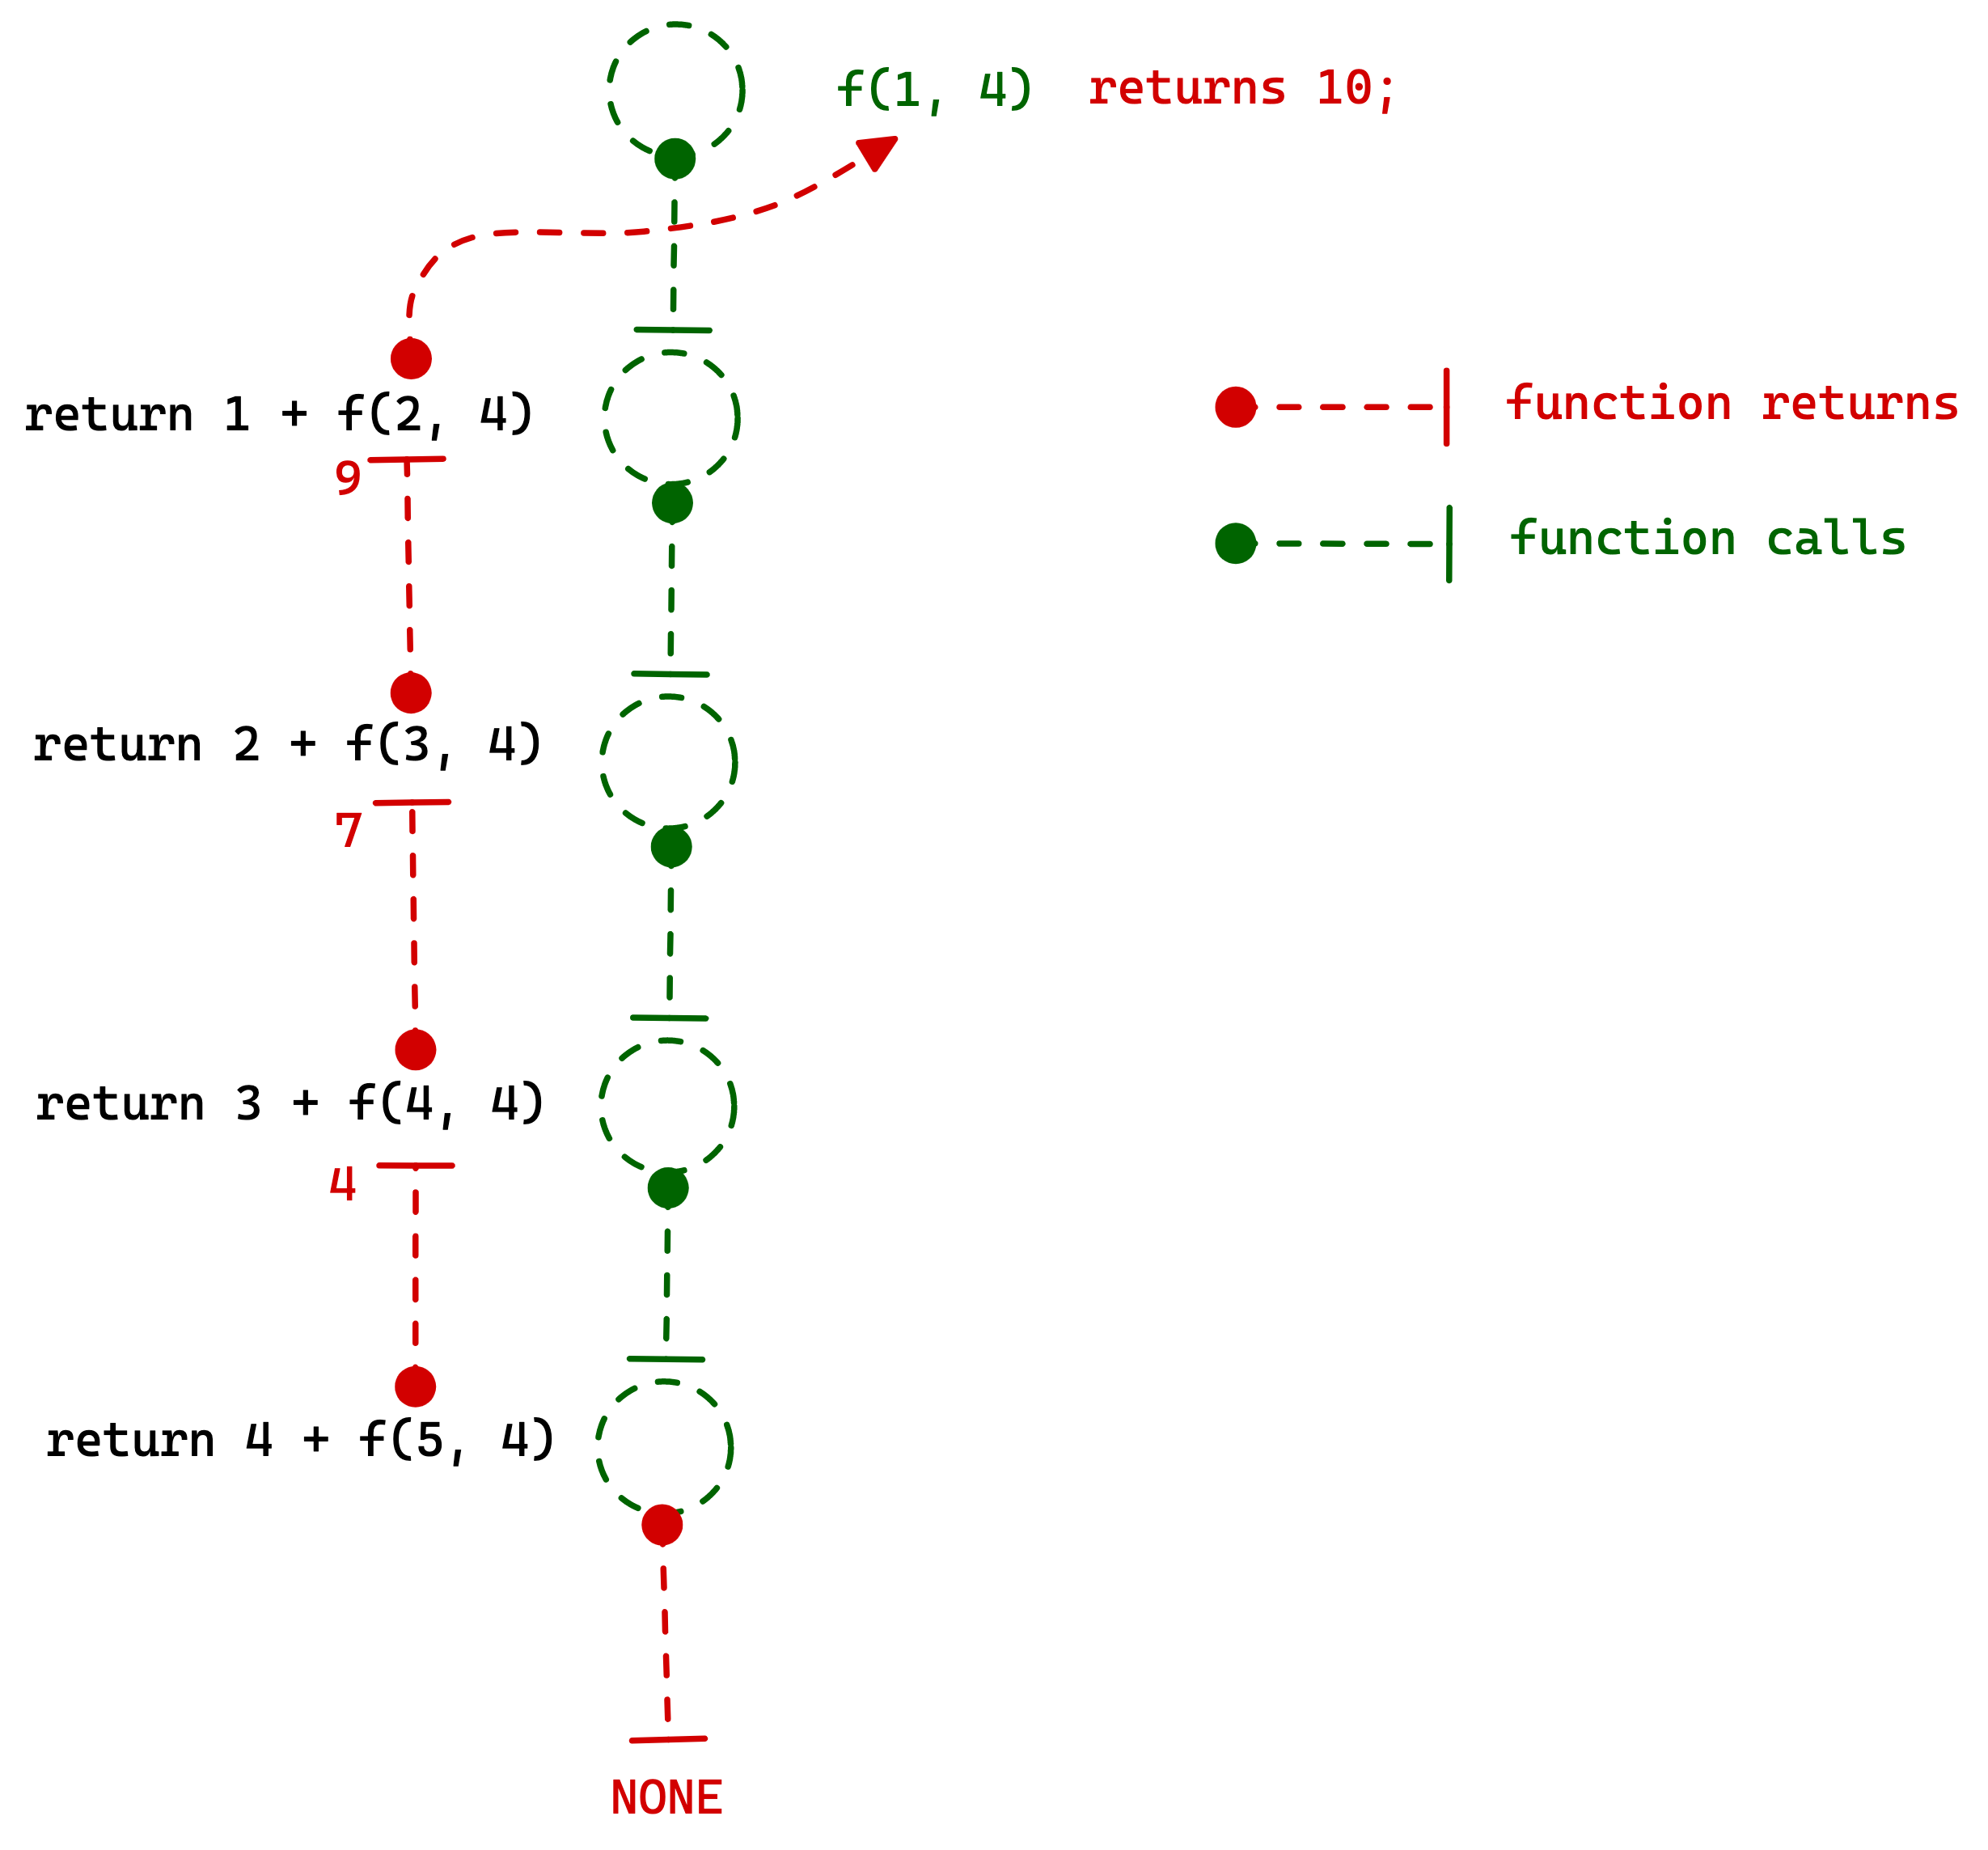 f(1, 4) returns 10;
return 1 + f(2, 4)
9
function returns
function calls
return 2 + f(3, 4)
7
return 3 + f(4, 4)
4
return 4 + f(5, 4)
NONE